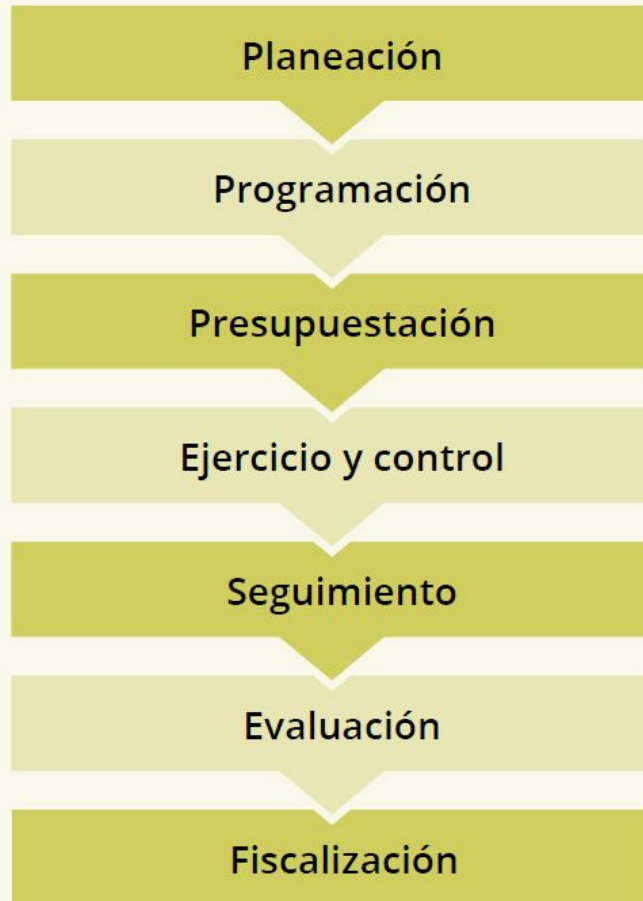 Planeación
Programación
Presupuestación
Ejercicio y control
Seguimiento
Evaluación
Fiscalización